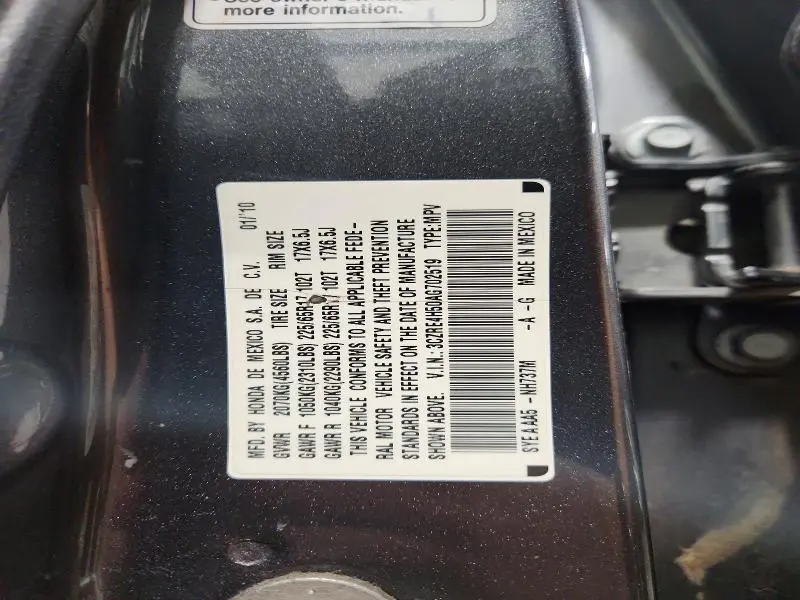 more information.
MFD. BY HONDA DE MEXICO S.A. DE C.V. 01/'10
GVWR 2070KG(4560LBS) TIRE SIZE RIM SIZE
GAWR F 1050KG(2310LBS) 225/65R17 102T 17X6.5J
GAWR R 1040KG(2290LBS) 225/65R17 102T 17X6.5J
THIS VEHICLE CONFORMS TO ALL APPLICABLE FEDE-
RAL MOTOR VEHICLE SAFETY AND THEFT PREVENTION
STANDARDS IN EFFECT ON THE DATE OF MANUFACTURE
SHOWN ABOVE. V.I.N.: 3CZRE4H50AG702519 TYPE:MPV
SYEAAA5 -NH737M -A -G MADE IN MEXICO